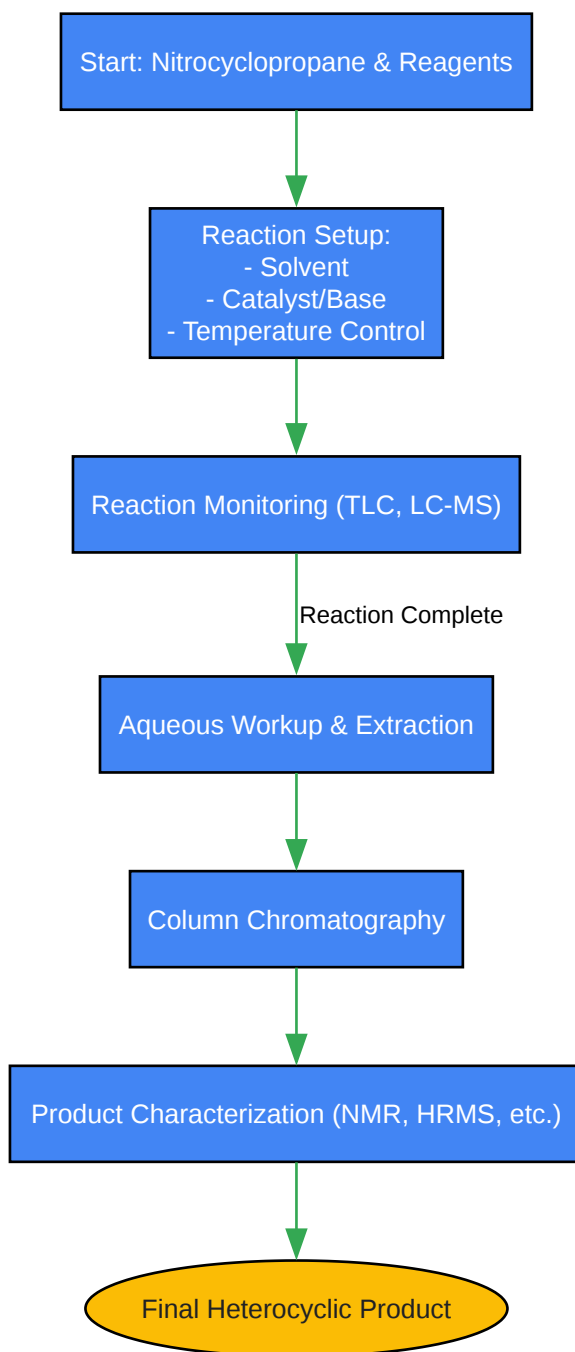 Start: Nitrocyclopropane & Reagents
Reaction Setup:
- Solvent
- Catalyst/Base
- Temperature Control
Reaction Monitoring (TLC, LC-MS)
Reaction Complete
Aqueous Workup & Extraction
Column Chromatography
Product Characterization (NMR, HRMS, etc.)
Final Heterocyclic Product